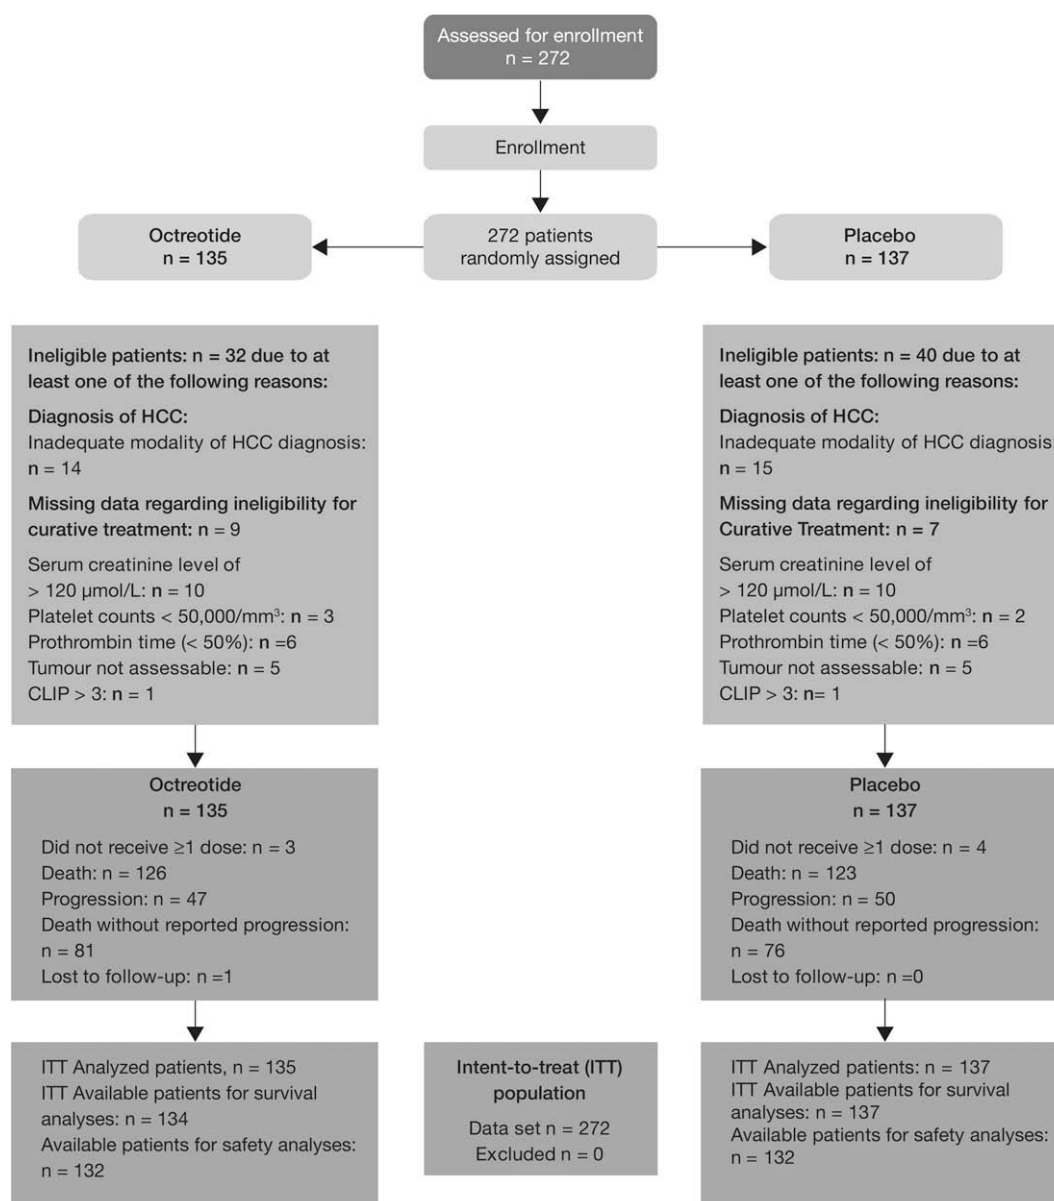 Assessed for enrollment
n = 272
Enrollment
Octreotide
n = 135
272 patients
randomly assigned
Placebo
n = 137
Ineligible patients: n = 32 due to at
least one of the following reasons:
Diagnosis of HCC:
Inadequate modality of HCC diagnosis:
n = 14
Missing data regarding ineligibility for
curative treatment: n = 9
Serum creatinine level of
> 120 µmol/L: n = 10
Platelet counts < 50,000/mm³: n = 3
Prothrombin time (< 50%): n =6
Tumour not assessable: n = 5
CLIP > 3: n = 1
Ineligible patients: n = 40 due to at
least one of the following reasons:
Diagnosis of HCC:
Inadequate modality of HCC diagnosis:
n = 15
Missing data regarding ineligibility for
Curative Treatment: n = 7
Serum creatinine level of
> 120 µmol/L: n = 10
Platelet counts < 50,000/mm³: n = 2
Prothrombin time (< 50%): n =6
Tumour not assessable: n = 5
CLIP > 3: n= 1
Octreotide
n = 135
Did not receive ≥1 dose: n = 3
Death: n = 126
Progression: n = 47
Death without reported progression:
n = 81
Lost to follow-up: n =1
Placebo
n = 137
Did not receive ≥1 dose: n = 4
Death: n = 123
Progression: n = 50
Death without reported progression:
n = 76
Lost to follow-up: n =0
ITT Analyzed patients, n = 135
ITT Available patients for survival
analyses: n = 134
Available patients for safety analyses:
n = 132
Intent-to-treat (ITT)
population
Data set n = 272
Excluded n = 0
ITT Analyzed patients: n = 137
ITT Available patients for survival
analyses: n = 137
Available patients for safety analyses:
n = 132